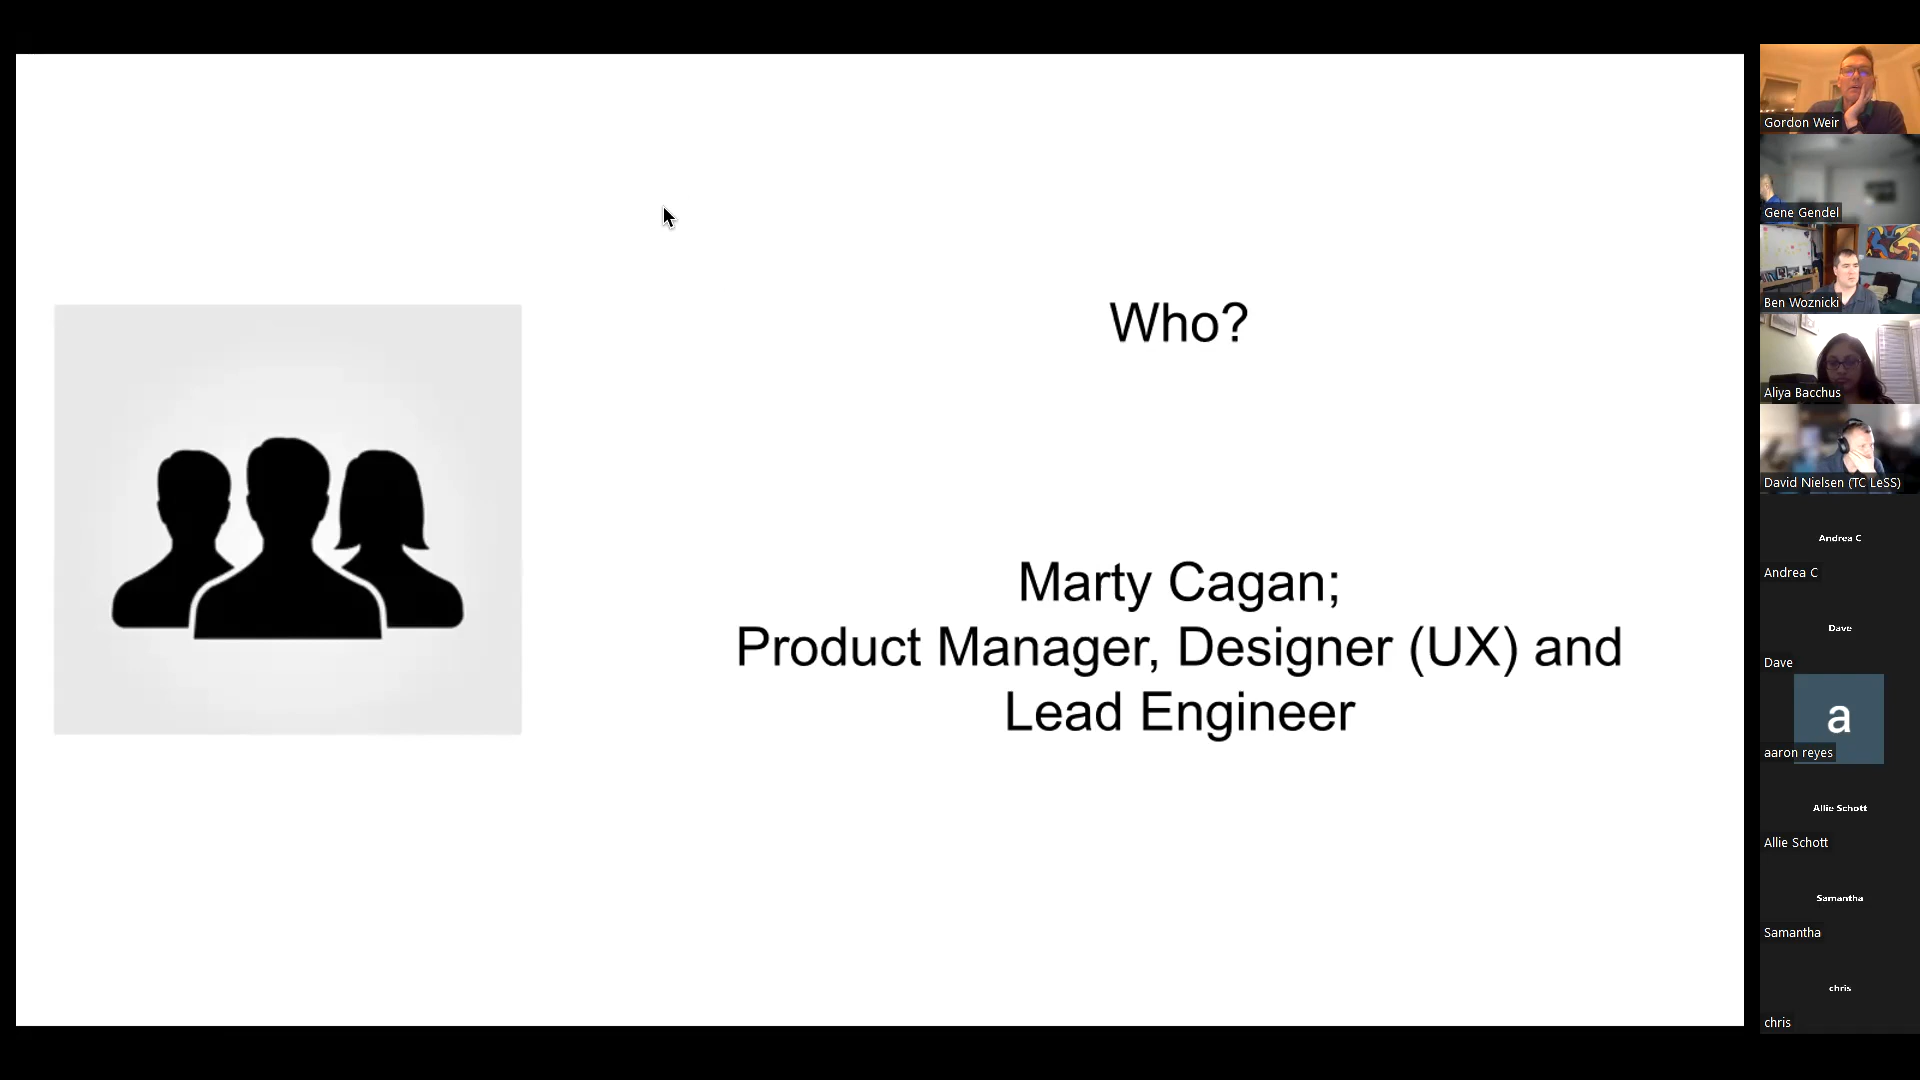 Who?
Marty Cagan;
Product Manager, Designer (UX) and
Lead Engineer
Gordon Weir
Gene Gendel
Ben Woznicki
Aliya Bacchus
David Nielsen (TC LeSS)
Andrea C
Andrea C
Dave
Dave
a
aaron reyes
Allie Schott
Allie Schott
Samantha
Samantha
chris
chris